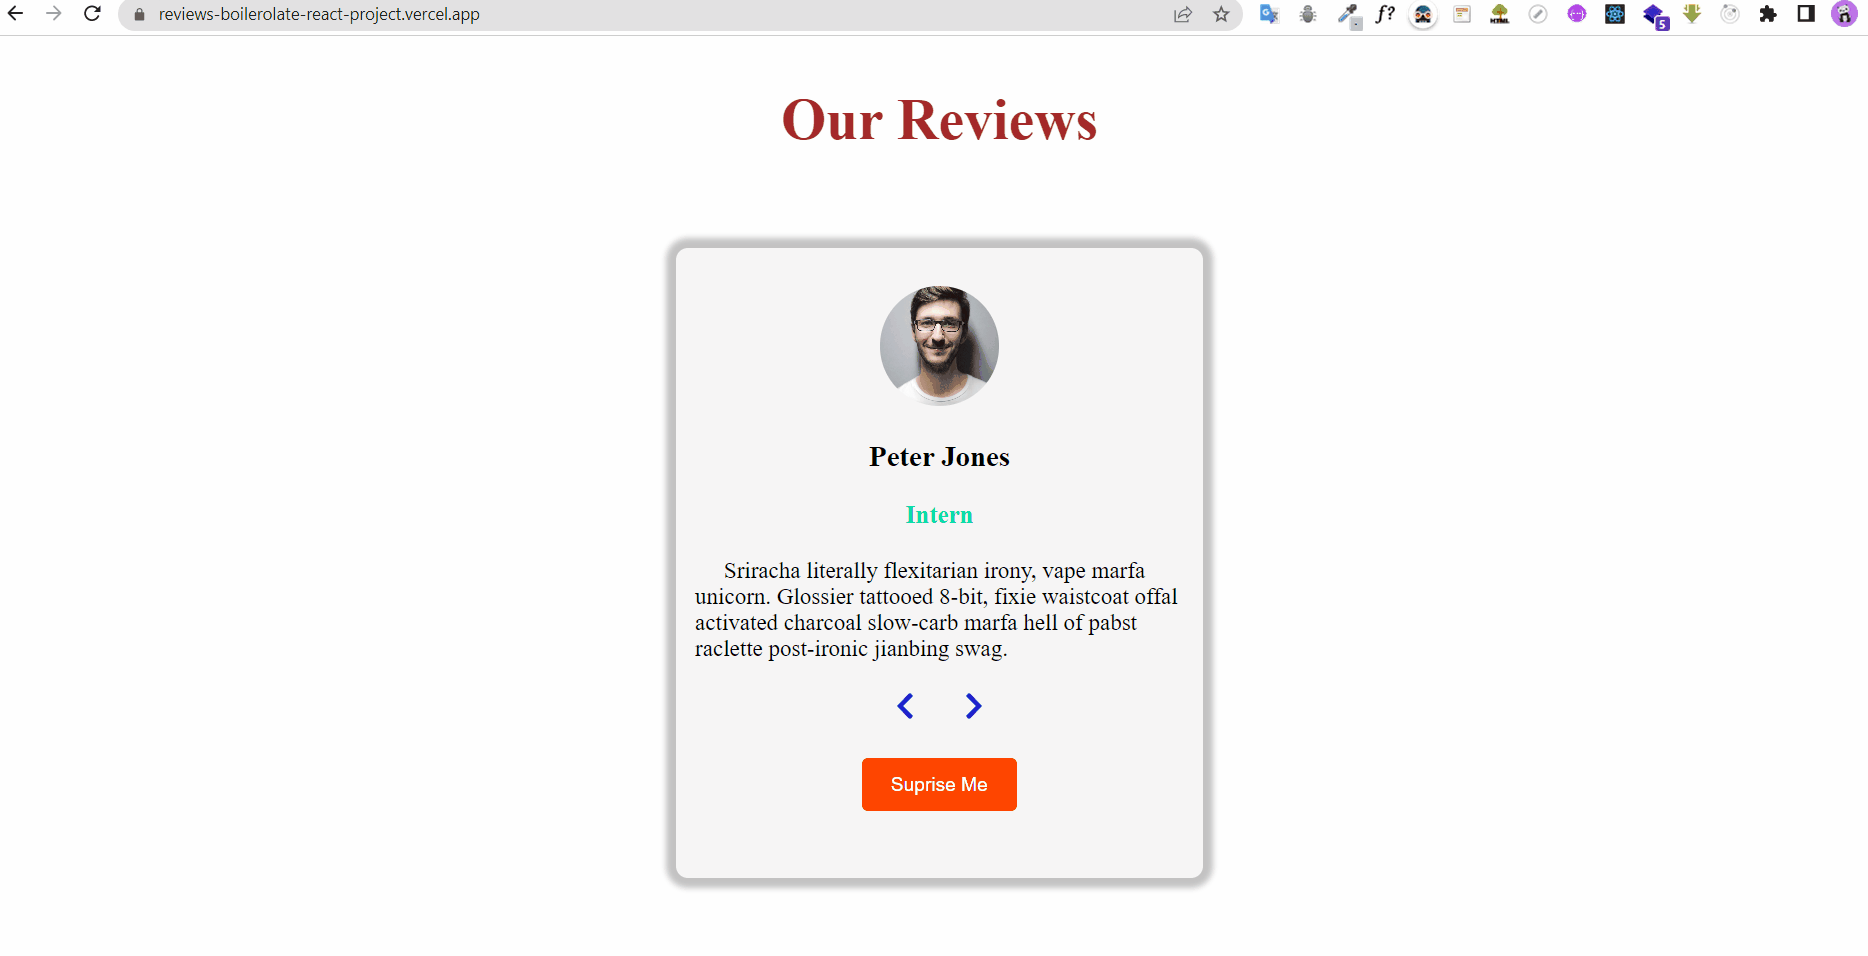 reviews-boilerolate-react-project.vercel.app
f?
HTML
5
Our Reviews
Peter Jones
Intern
Sriracha literally flexitarian irony, vape marfa
unicorn. Glossier tattooed 8-bit, fixie waistcoat offal
activated charcoal slow-carb marfa hell of pabst
raclette post-ironic jianbing swag.
Suprise Me